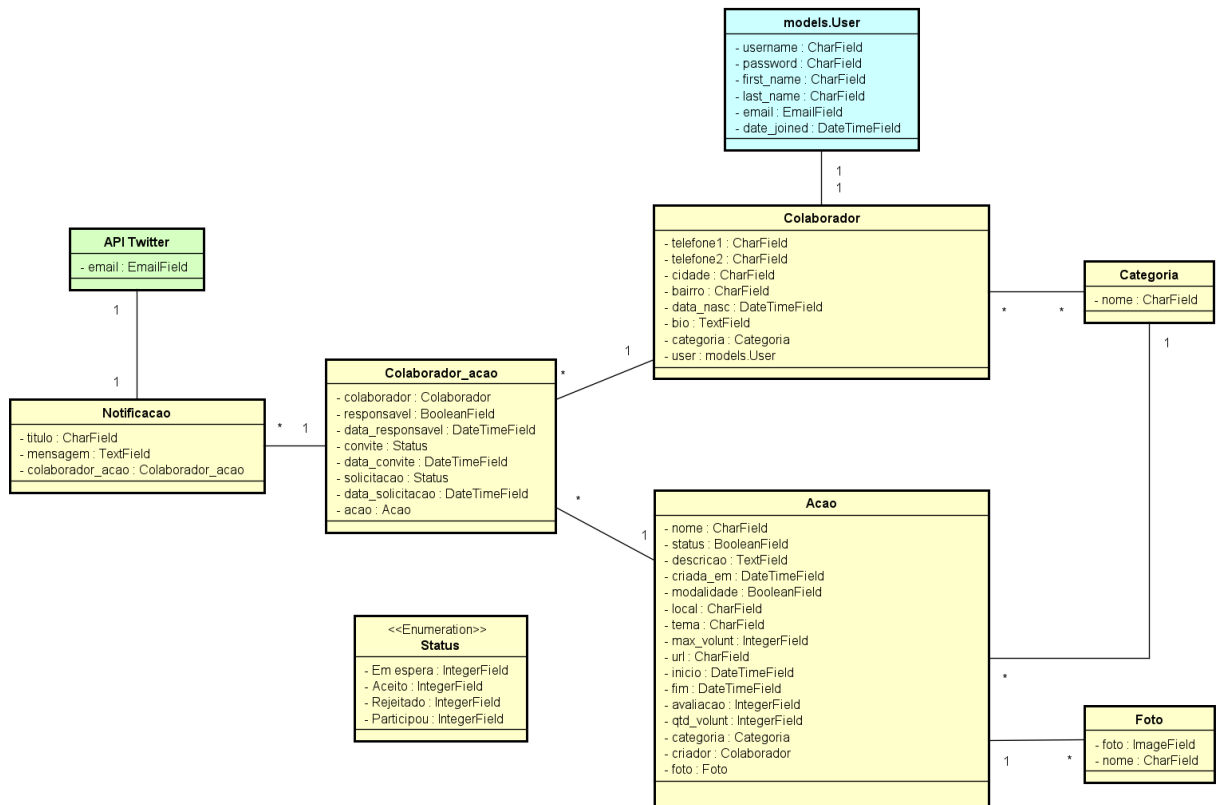 models.User
- username : CharField
- password : CharField
- first_name : CharField
- last_name : CharField
- email : EmailField
- date_joined : DateTimeField
1
1
Colaborador
- telefone1 : CharField
- telefone2 : CharField
- cidade : CharField
- bairro : CharField
- data_nasc : DateTimeField
- bio : TextField
- categoria : Categoria
- user : models.User
API Twitter
- email : EmailField
1
1
Categoria
- nome : CharField
* *
1
1
*
Colaborador_acao
- colaborador : Colaborador
- responsavel : BooleanField
- data_responsavel : DateTimeField
- convite : Status
- data_convite : DateTimeField
- solicitacao : Status
- data_solicitacao : DateTimeField
- acao : Acao
Notificacao
- titulo : CharField
- mensagem : TextField
- colaborador_acao : Colaborador_acao
* 1
*
1
Acao
- nome : CharField
- status : BooleanField
- descricao : TextField
- criada_em : DateTimeField
- modalidade : BooleanField
- local : CharField
- tema : CharField
- max_volunt : IntegerField
- url : CharField
- inicio : DateTimeField
- fim : DateTimeField
- avaliacao : IntegerField
- qtd_volunt : IntegerField
- categoria : Categoria
- criador : Colaborador
- foto : Foto
<<Enumeration>>
Status
- Em espera : IntegerField
- Aceito : IntegerField
- Rejeitado : IntegerField
- Participou : IntegerField
*
Foto
- foto : ImageField
- nome : CharField
1 *